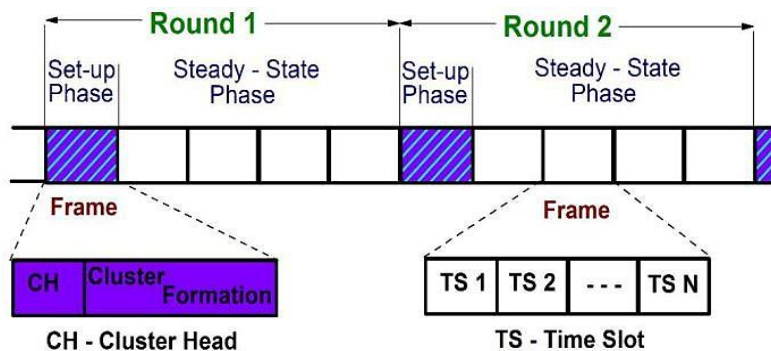 Round 1
Round 2
Set-up
Phase
Steady - State
Phase
Set-up
Phase
Steady - State
Phase
Frame
Frame
CH
Cluster
Formation
TS 1
TS 2
- - -
TS N
CH - Cluster Head
TS - Time Slot